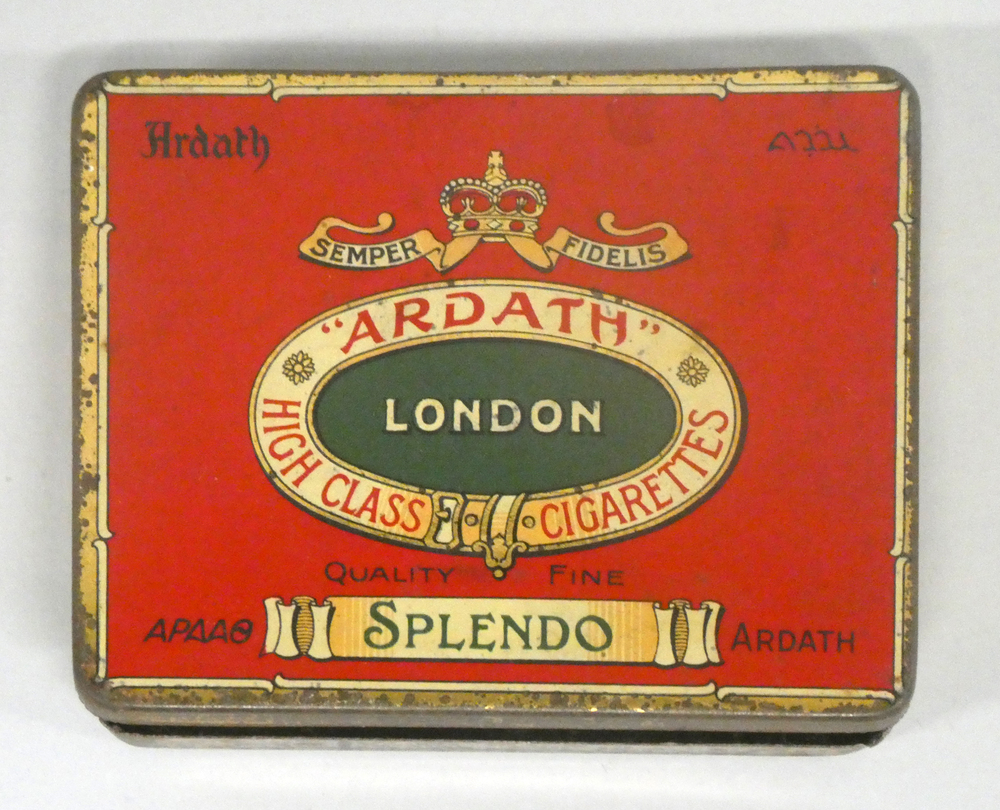 Ardath
SEMPER FIDELIS
"ARDATH"
LONDON
HIGH CLASS CIGARETTES
QUALITY FINE
ΑΡΔΑΘ SPLENDO ARDATH